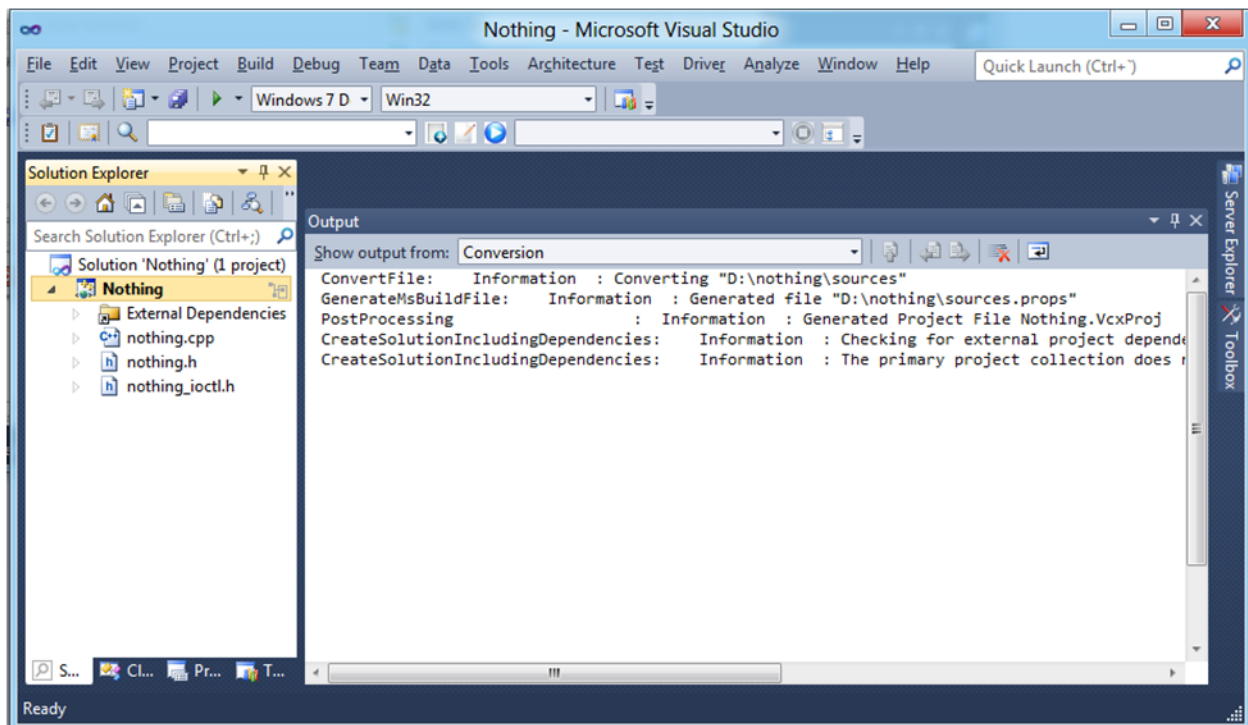 Nothing - Microsoft Visual Studio
File Edit View Project Build Debug Team Data Tools Architecture Test Driver Analyze Window Help Quick Launch (Ctrl+`)
Windows 7 D Win32
Solution Explorer
Search Solution Explorer (Ctrl+;)
Solution 'Nothing' (1 project)
Nothing
External Dependencies
nothing.cpp
nothing.h
nothing_ioctl.h
S... Cl... Pr... T...
Output
Show output from: Conversion
ConvertFile: Information : Converting "D:\nothing\sources"
GenerateMsBuildFile: Information : Generated file "D:\nothing\sources.props"
PostProcessing : Information : Generated Project File Nothing.VcxProj
CreateSolutionIncludingDependencies: Information : Checking for external project depende
CreateSolutionIncludingDependencies: Information : The primary project collection does
Server Explorer
Toolbox
Ready